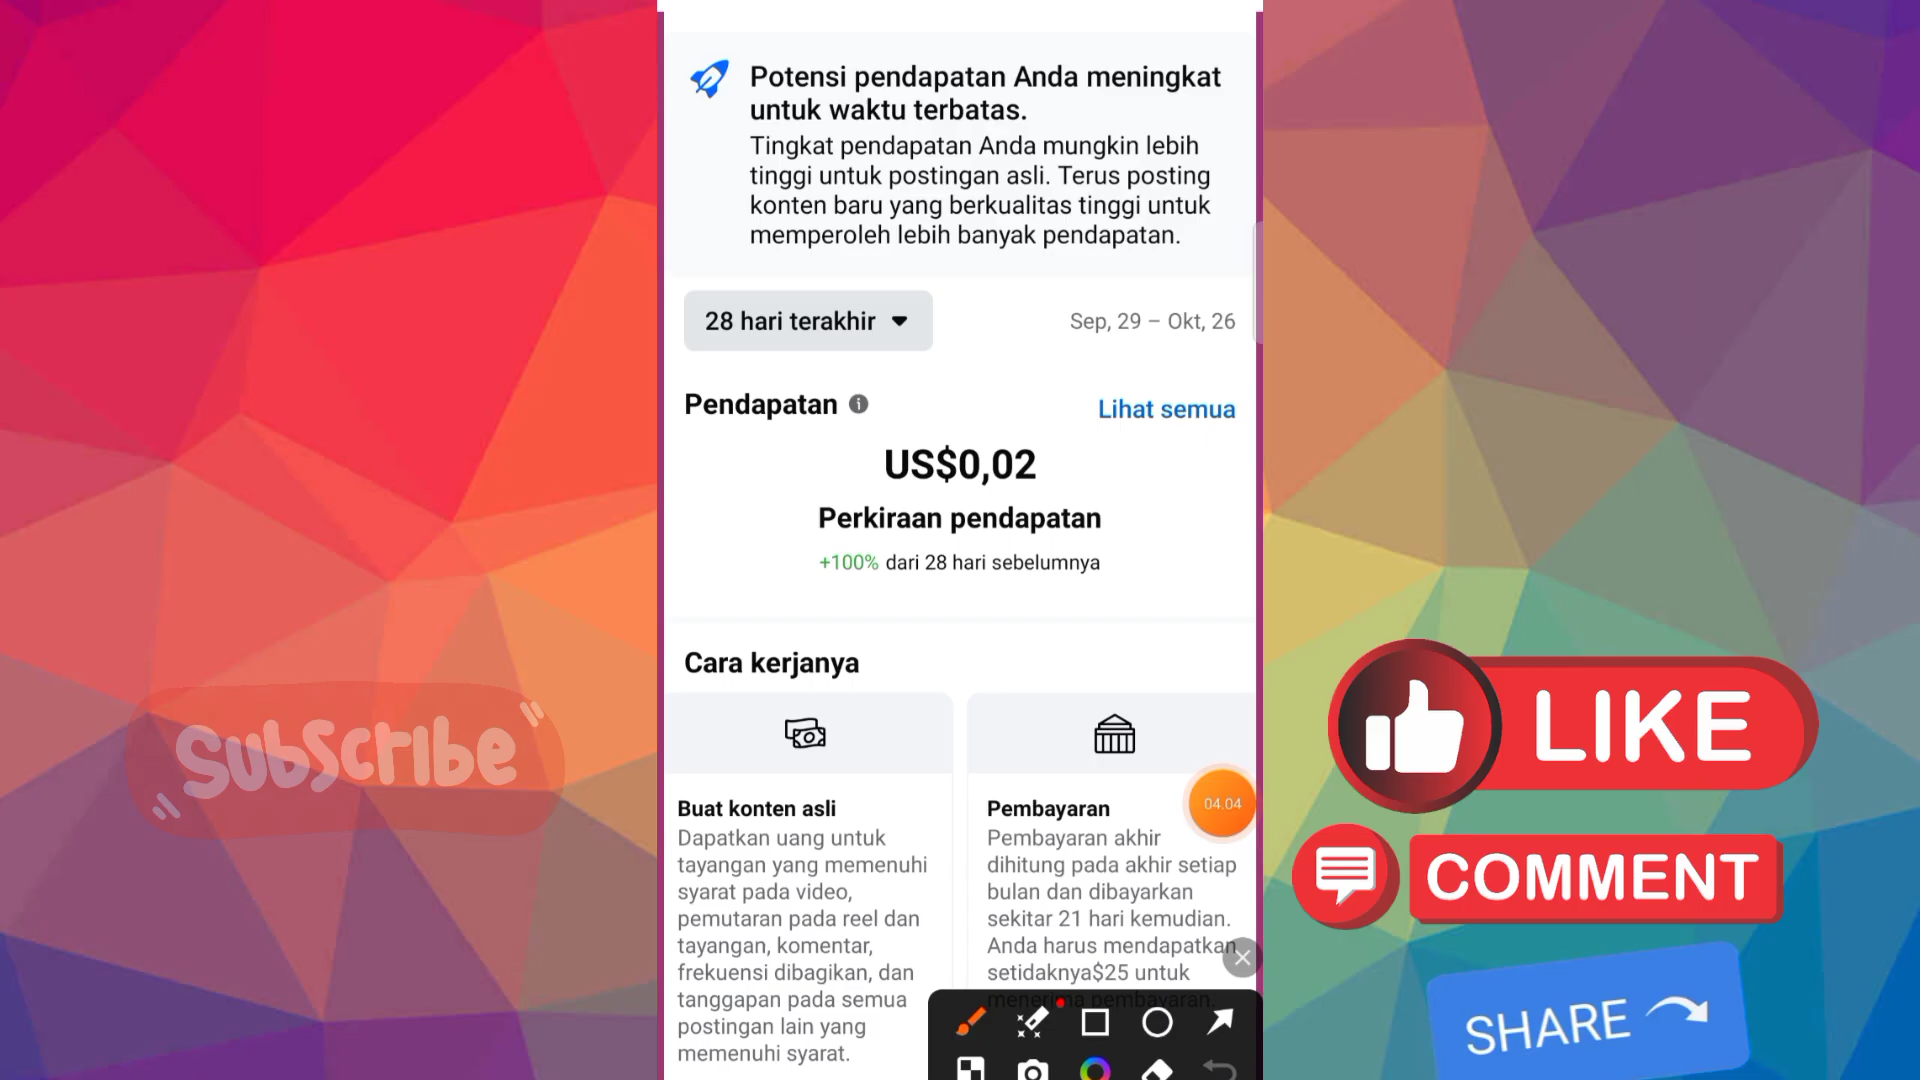 Potensi pendapatan Anda meningkat
untuk waktu terbatas.
Tingkat pendapatan Anda mungkin lebih
tinggi untuk postingan asli. Terus posting
konten baru yang berkualitas tinggi untuk
memperoleh lebih banyak pendapatan.
28 hari terakhir
Sep, 29 – Okt, 26
Pendapatan
Lihat semua
US$0,02
Perkiraan pendapatan
+100% dari 28 hari sebelumnya
Cara kerjanya
Buat konten asli
Dapatkan uang untuk
tayangan yang memenuhi
syarat pada video,
pemutaran pada reel dan
tayangan, komentar,
frekuensi dibagikan, dan
tanggapan pada semua
postingan lain yang
memenuhi syarat.
Pembayaran
Pembayaran akhir
dihitung pada akhir setiap
bulan dan dibayarkan
sekitar 21 hari kemudian.
Anda harus mendapatkan
setidaknya$25 untuk
menerima pembayaran.
04.04
Subscribe
LIKE
COMMENT
SHARE